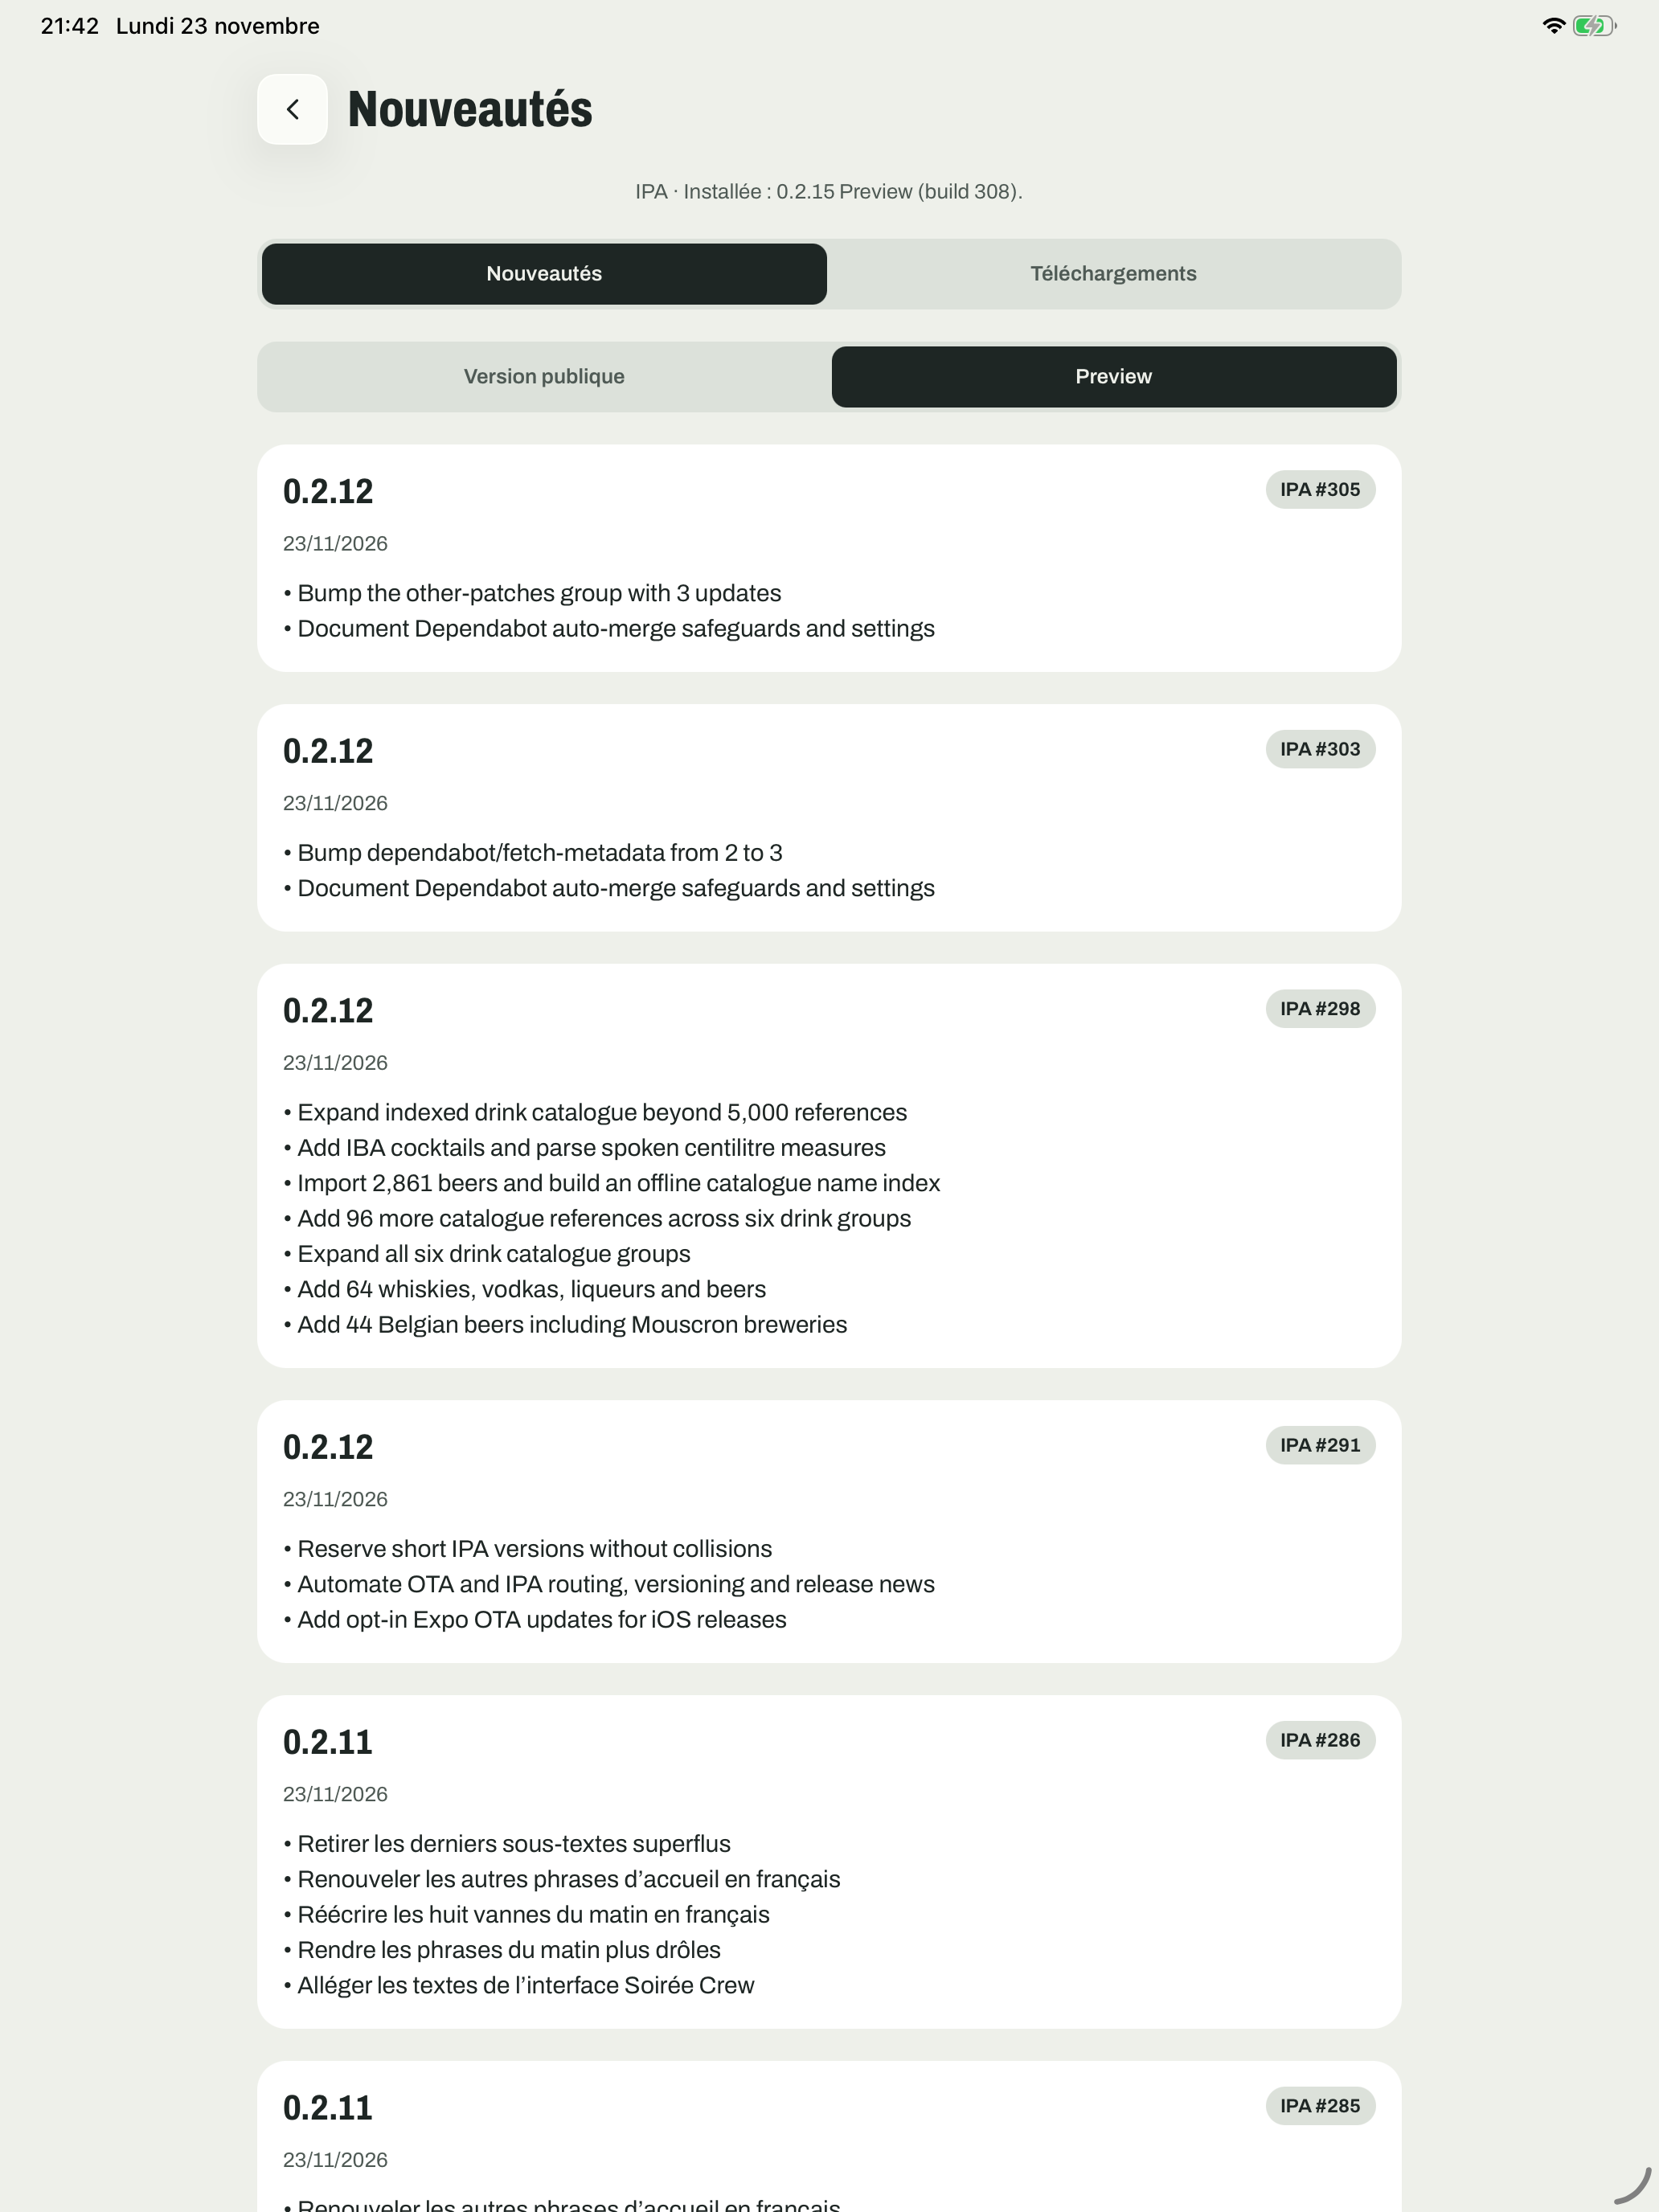 21:42 Lundi 23 novembre
Nouveautés
IPA · Installée : 0.2.15 Preview (build 308).
Nouveautés
Téléchargements
Version publique
Preview
0.2.12
IPA #305
23/11/2026
• Bump the other-patches group with 3 updates
• Document Dependabot auto-merge safeguards and settings
0.2.12
IPA #303
23/11/2026
• Bump dependabot/fetch-metadata from 2 to 3
• Document Dependabot auto-merge safeguards and settings
0.2.12
IPA #298
23/11/2026
• Expand indexed drink catalogue beyond 5,000 references
• Add IBA cocktails and parse spoken centilitre measures
• Import 2,861 beers and build an offline catalogue name index
• Add 96 more catalogue references across six drink groups
• Expand all six drink catalogue groups
• Add 64 whiskies, vodkas, liqueurs and beers
• Add 44 Belgian beers including Mouscron breweries
0.2.12
IPA #291
23/11/2026
• Reserve short IPA versions without collisions
• Automate OTA and IPA routing, versioning and release news
• Add opt-in Expo OTA updates for iOS releases
0.2.11
IPA #286
23/11/2026
• Retirer les derniers sous-textes superflus
• Renouveler les autres phrases d’accueil en français
• Réécrire les huit vannes du matin en français
• Rendre les phrases du matin plus drôles
• Alléger les textes de l’interface Soirée Crew
0.2.11
IPA #285
23/11/2026
• Renouveler les autres phrases d’accueil en français